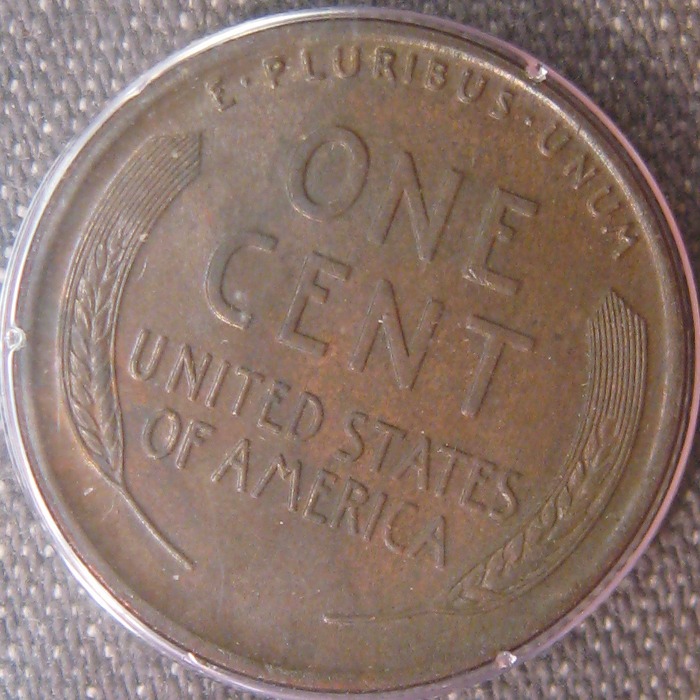 E·PLURIBUS·UNUM
ONE
CENT
UNITED STATES
OF AMERICA